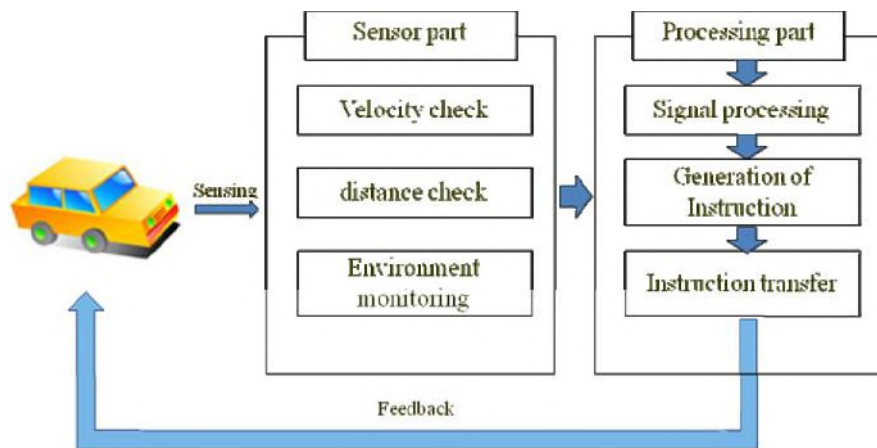 Sensor part
Processing part
Velocity check
Signal processing
Sensing
distance check
Generation of
Instruction
Environment
monitoring
Instruction transfer
Feedback